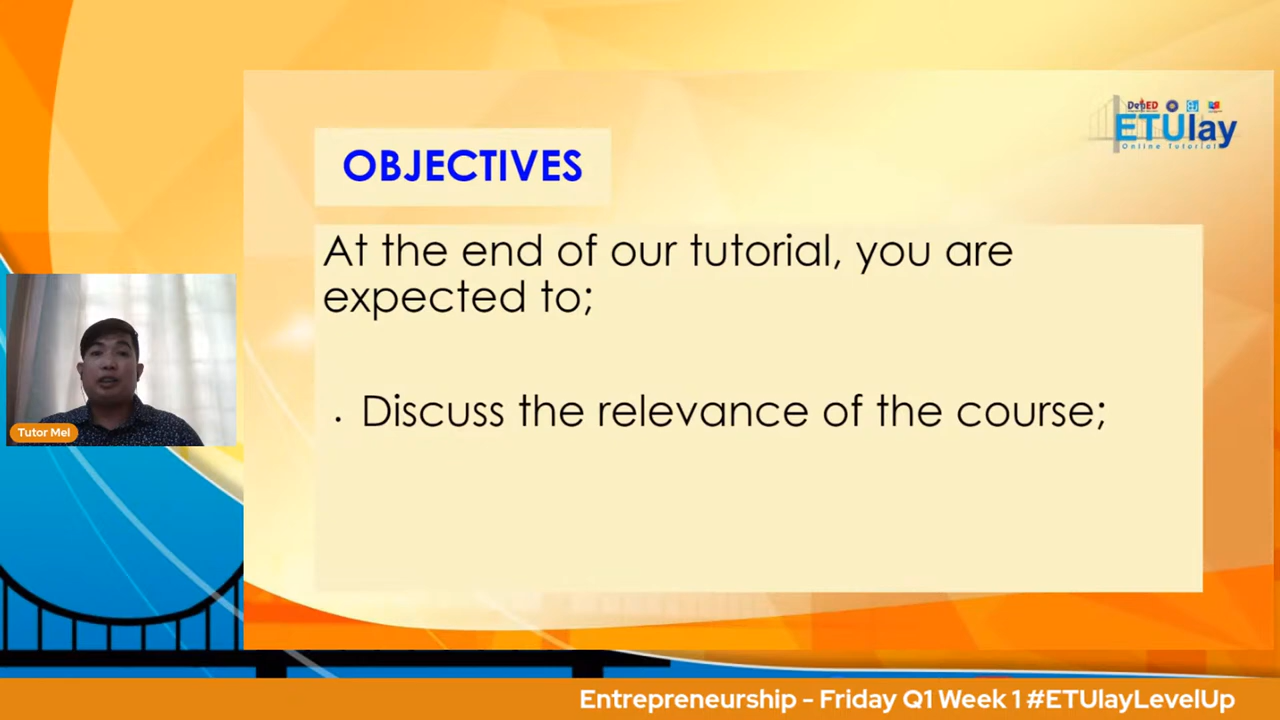 DepED
ETUlay
Online Tutorial
OBJECTIVES
At the end of our tutorial, you are
expected to;
· Discuss the relevance of the course;
Tutor Mel
Entrepreneurship - Friday Q1 Week 1 #ETUlayLevelUp